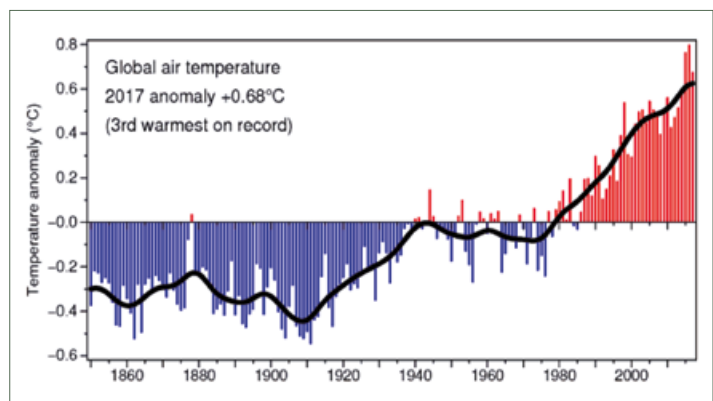 Global air temperature
2017 anomaly +0.68°C
(3rd warmest on record)
Temperature anomaly (°C)
0.8
0.6
0.4
0.2
−0.0
−0.2
−0.4
−0.6
1860 1880 1900 1920 1940 1960 1980 2000